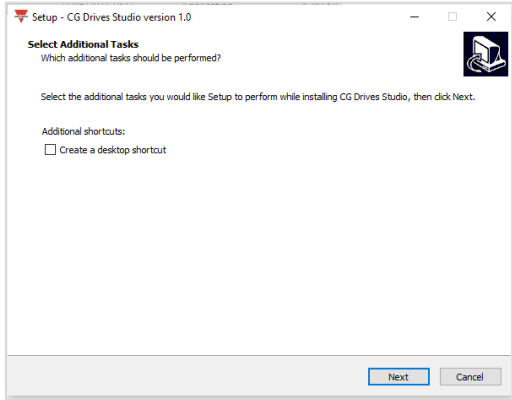 Setup - CG Drives Studio version 1.0
Select Additional Tasks
Which additional tasks should be performed?
Select the additional tasks you would like Setup to perform while installing CG Drives Studio, then click Next.
Additional shortcuts:
Create a desktop shortcut
Next Cancel